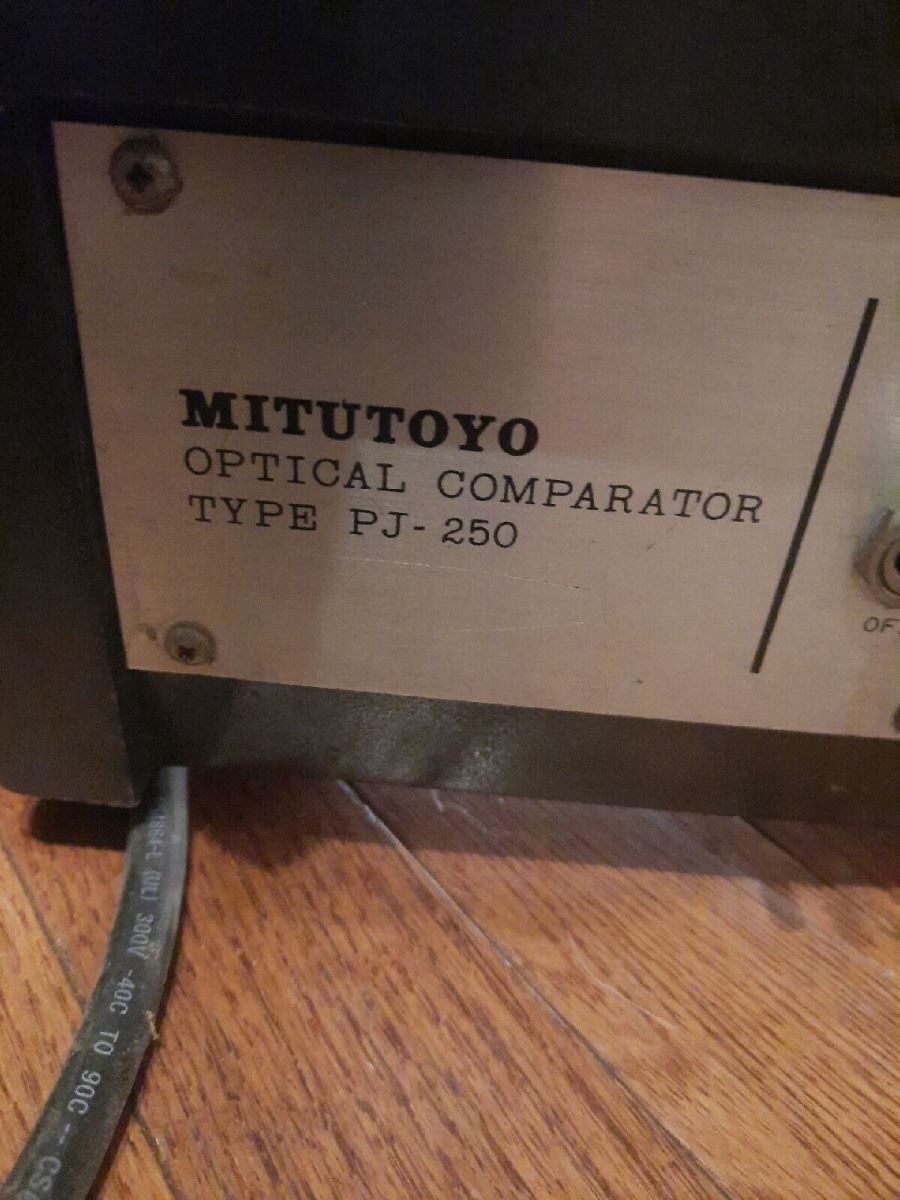 MITUTOYO
OPTICAL COMPARATOR
TYPE PJ-250
(UL) 300V -40C TO 90C --